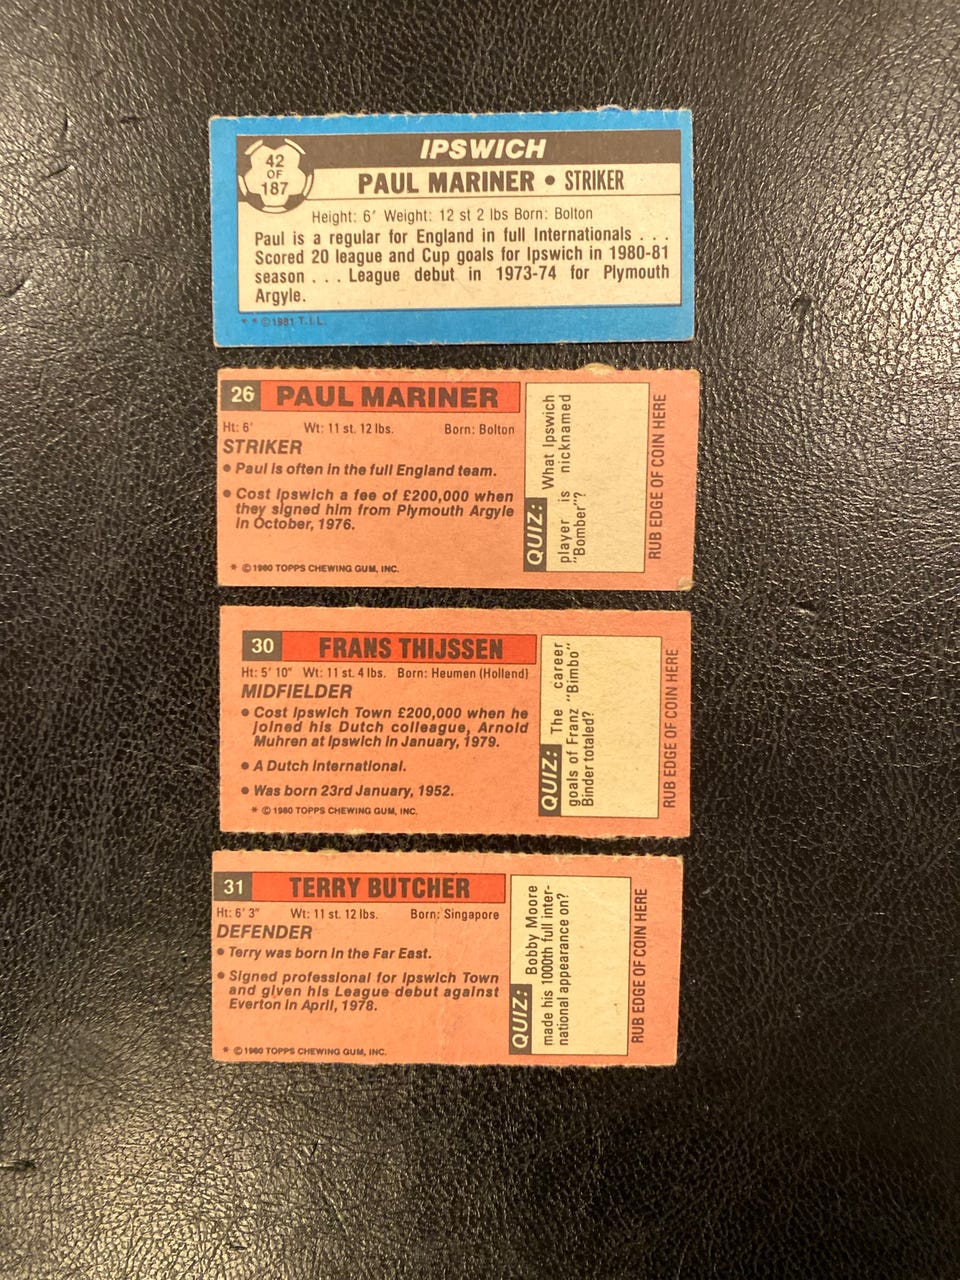 42
OF
187
IPSWICH
PAUL MARINER • STRIKER
Height: 6' Weight: 12 st 2 lbs Born: Bolton
Paul is a regular for England in full Internationals . . .
Scored 20 league and Cup goals for Ipswich in 1980-81
season . . . League debut in 1973-74 for Plymouth
Argyle.
* * ©1981 T.I.L.
26 PAUL MARINER
Ht: 6' Wt: 11 st. 12 lbs. Born: Bolton
STRIKER
• Paul is often in the full England team.
• Cost Ipswich a fee of £200,000 when
they signed him from Plymouth Argyle
in October, 1976.
* © 1980 TOPPS CHEWING GUM, INC.
QUIZ: What Ipswich
player is nicknamed
"Bomber"?
RUB EDGE OF COIN HERE
30 FRANS THIJSSEN
Ht: 5' 10" Wt: 11 st. 4 lbs. Born: Heumen (Holland)
MIDFIELDER
• Cost Ipswich Town £200,000 when he
joined his Dutch colleague, Arnold
Muhren at Ipswich in January, 1979.
• A Dutch International.
• Was born 23rd January, 1952.
* © 1980 TOPPS CHEWING GUM, INC.
QUIZ: The career
goals of Franz "Bimbo"
Binder totaled?
RUB EDGE OF COIN HERE
31 TERRY BUTCHER
Ht: 6' 3" Wt: 11 st. 12 lbs. Born: Singapore
DEFENDER
• Terry was born in the Far East.
• Signed professional for Ipswich Town
and given his League debut against
Everton in April, 1978.
* © 1980 TOPPS CHEWING GUM, INC.
QUIZ: Bobby Moore
made his 1000th full inter-
national appearance on?
RUB EDGE OF COIN HERE